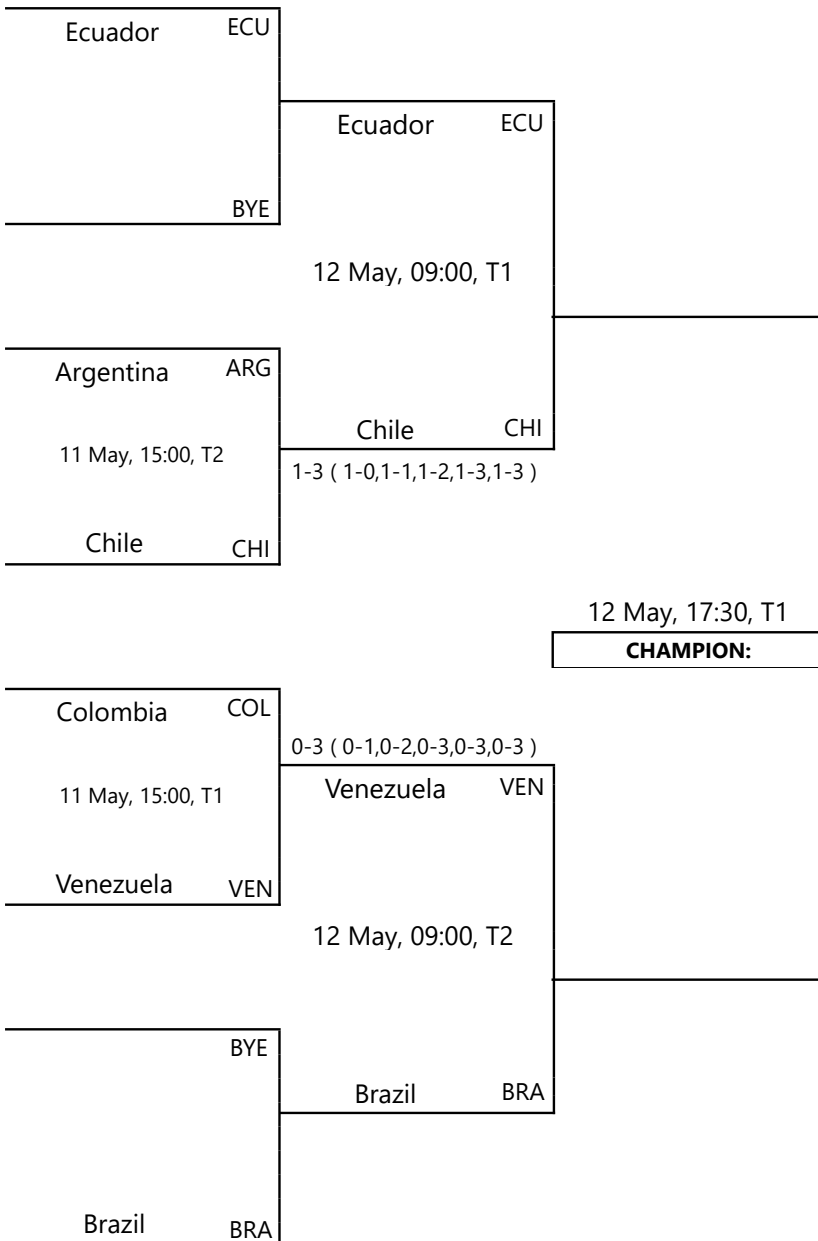 Ecuador ECU
Ecuador ECU
BYE
12 May, 09:00, T1
Argentina ARG
Chile CHI
11 May, 15:00, T2
1-3 ( 1-0,1-1,1-2,1-3,1-3 )
Chile CHI
12 May, 17:30, T1
CHAMPION:
Colombia COL
0-3 ( 0-1,0-2,0-3,0-3,0-3 )
Venezuela VEN
11 May, 15:00, T1
Venezuela VEN
12 May, 09:00, T2
BYE
Brazil BRA
Brazil BRA